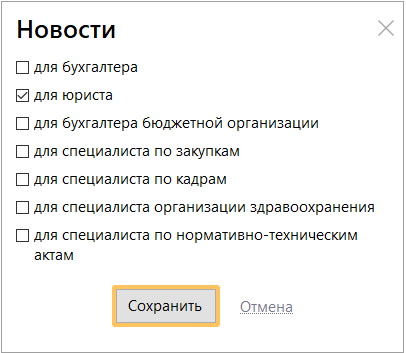 Новости
для бухгалтера
для юриста
для бухгалтера бюджетной организации
для специалиста по закупкам
для специалиста по кадрам
для специалиста организации здравоохранения
для специалиста по нормативно-техническим
актам
Сохранить Отмена